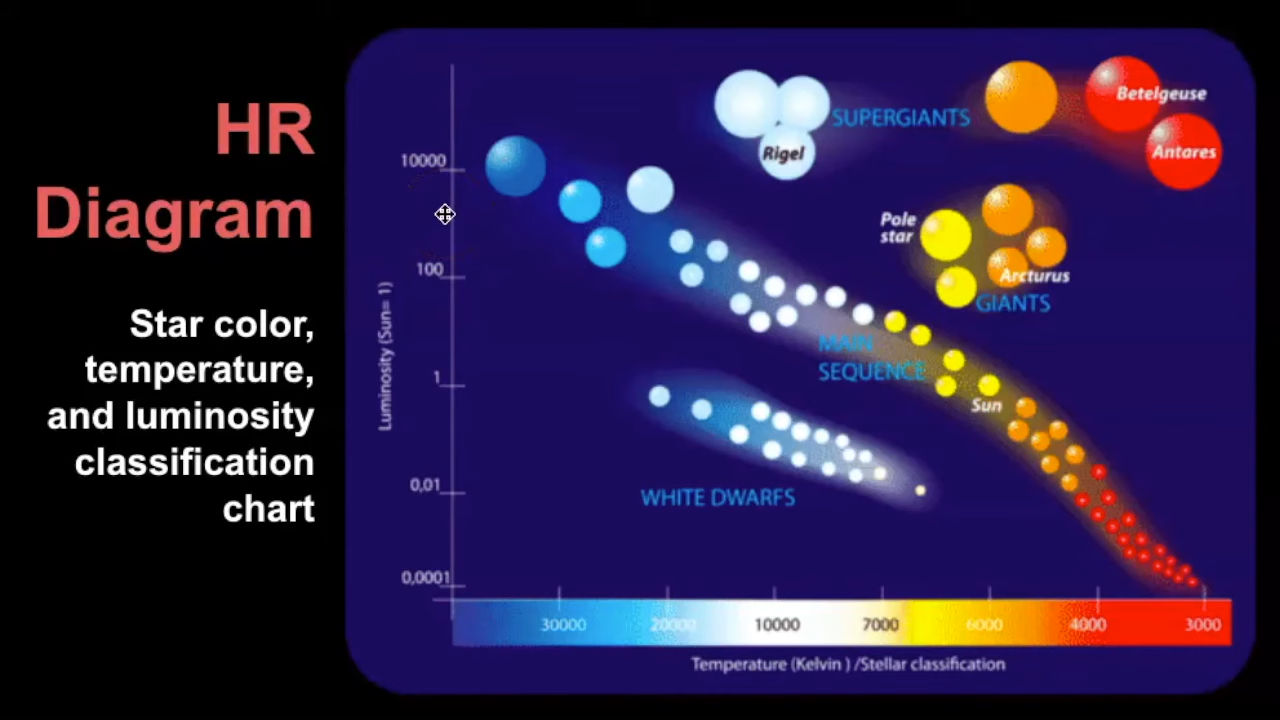 HR
Diagram
Star color,
temperature,
and luminosity
classification
chart
Luminosity (Sun= 1)
10000
100
1
0,01
0,0001
SUPERGIANTS
Rigel
Betelgeuse
Antares
Pole
star
Arcturus
GIANTS
MAIN
SEQUENCE
Sun
WHITE DWARFS
30000 20000 10000 7000 6000 4000 3000
Temperature (Kelvin ) /Stellar classification